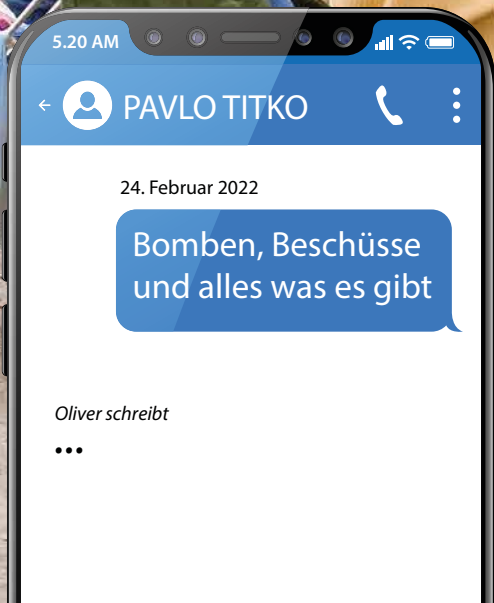 5.20 AM
PAVLO TITKO
24. Februar 2022
Bomben, Beschüsse
und alles was es gibt
Oliver schreibt
•••